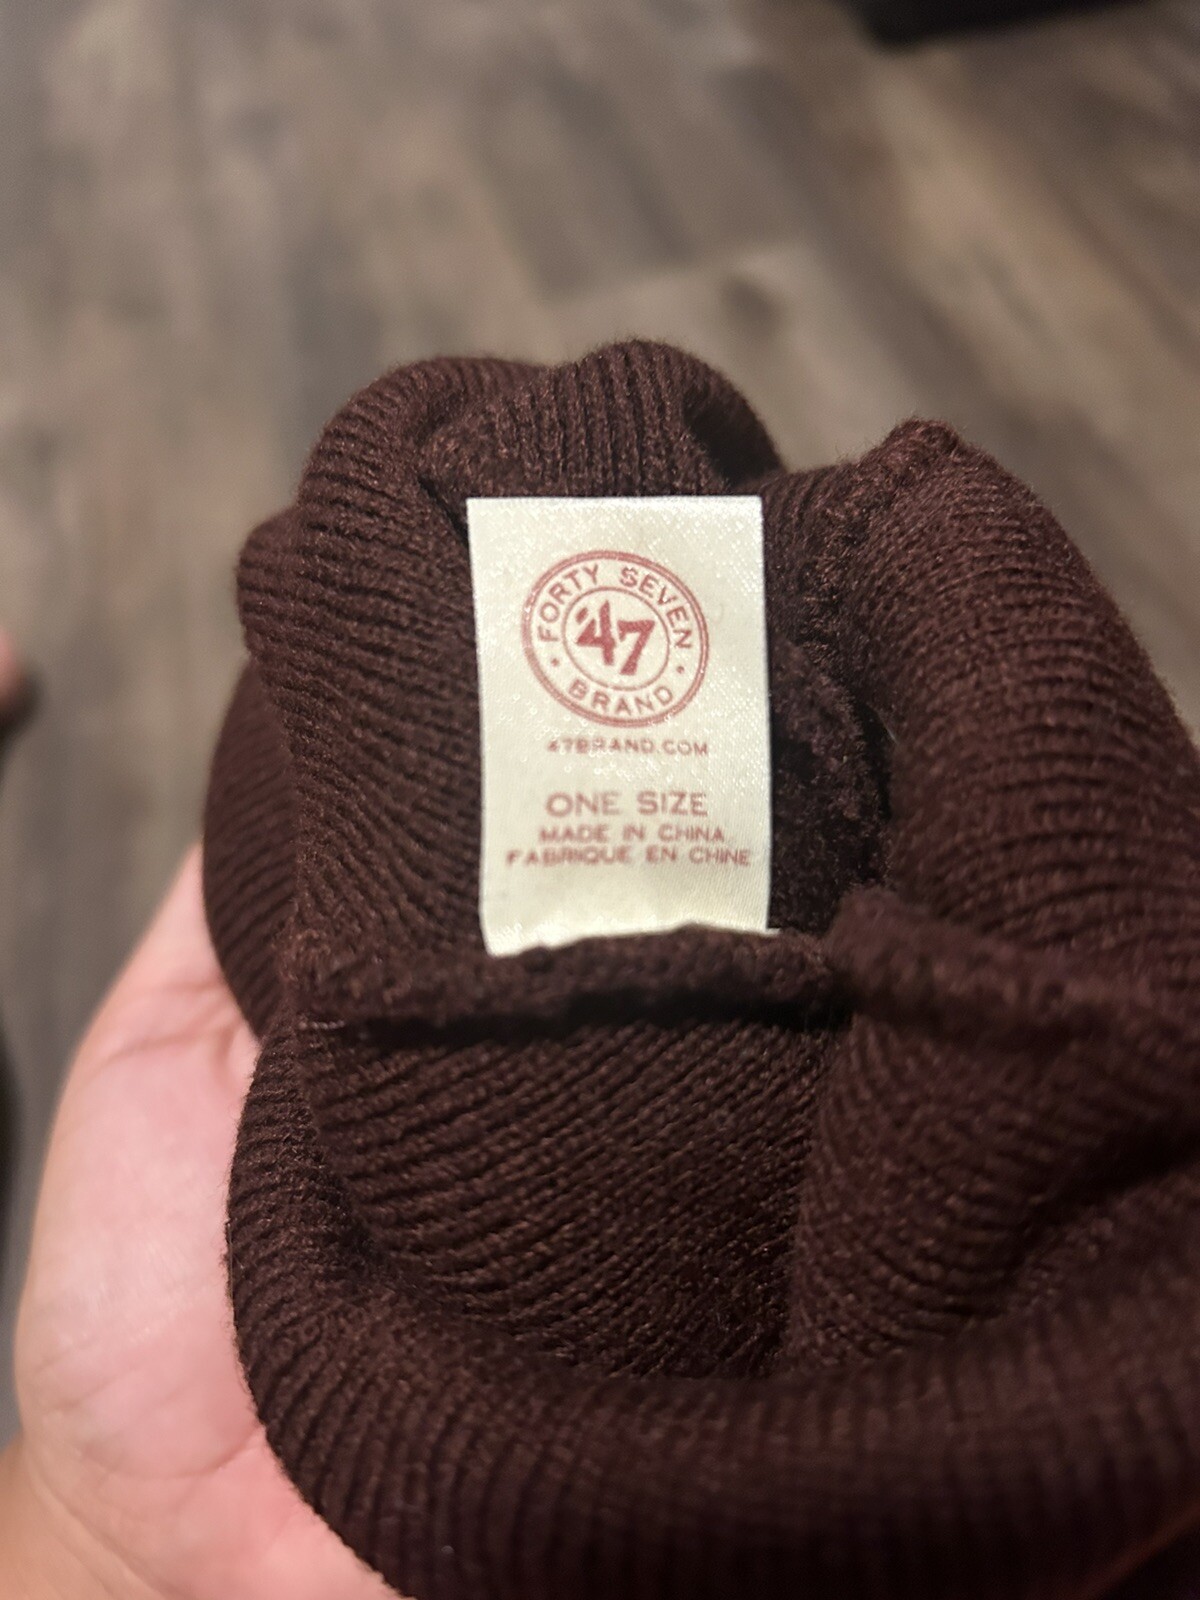 FORTY SEVEN
'47
BRAND
47BRAND.COM
ONE SIZE
MADE IN CHINA
FABRIQUE EN CHINE